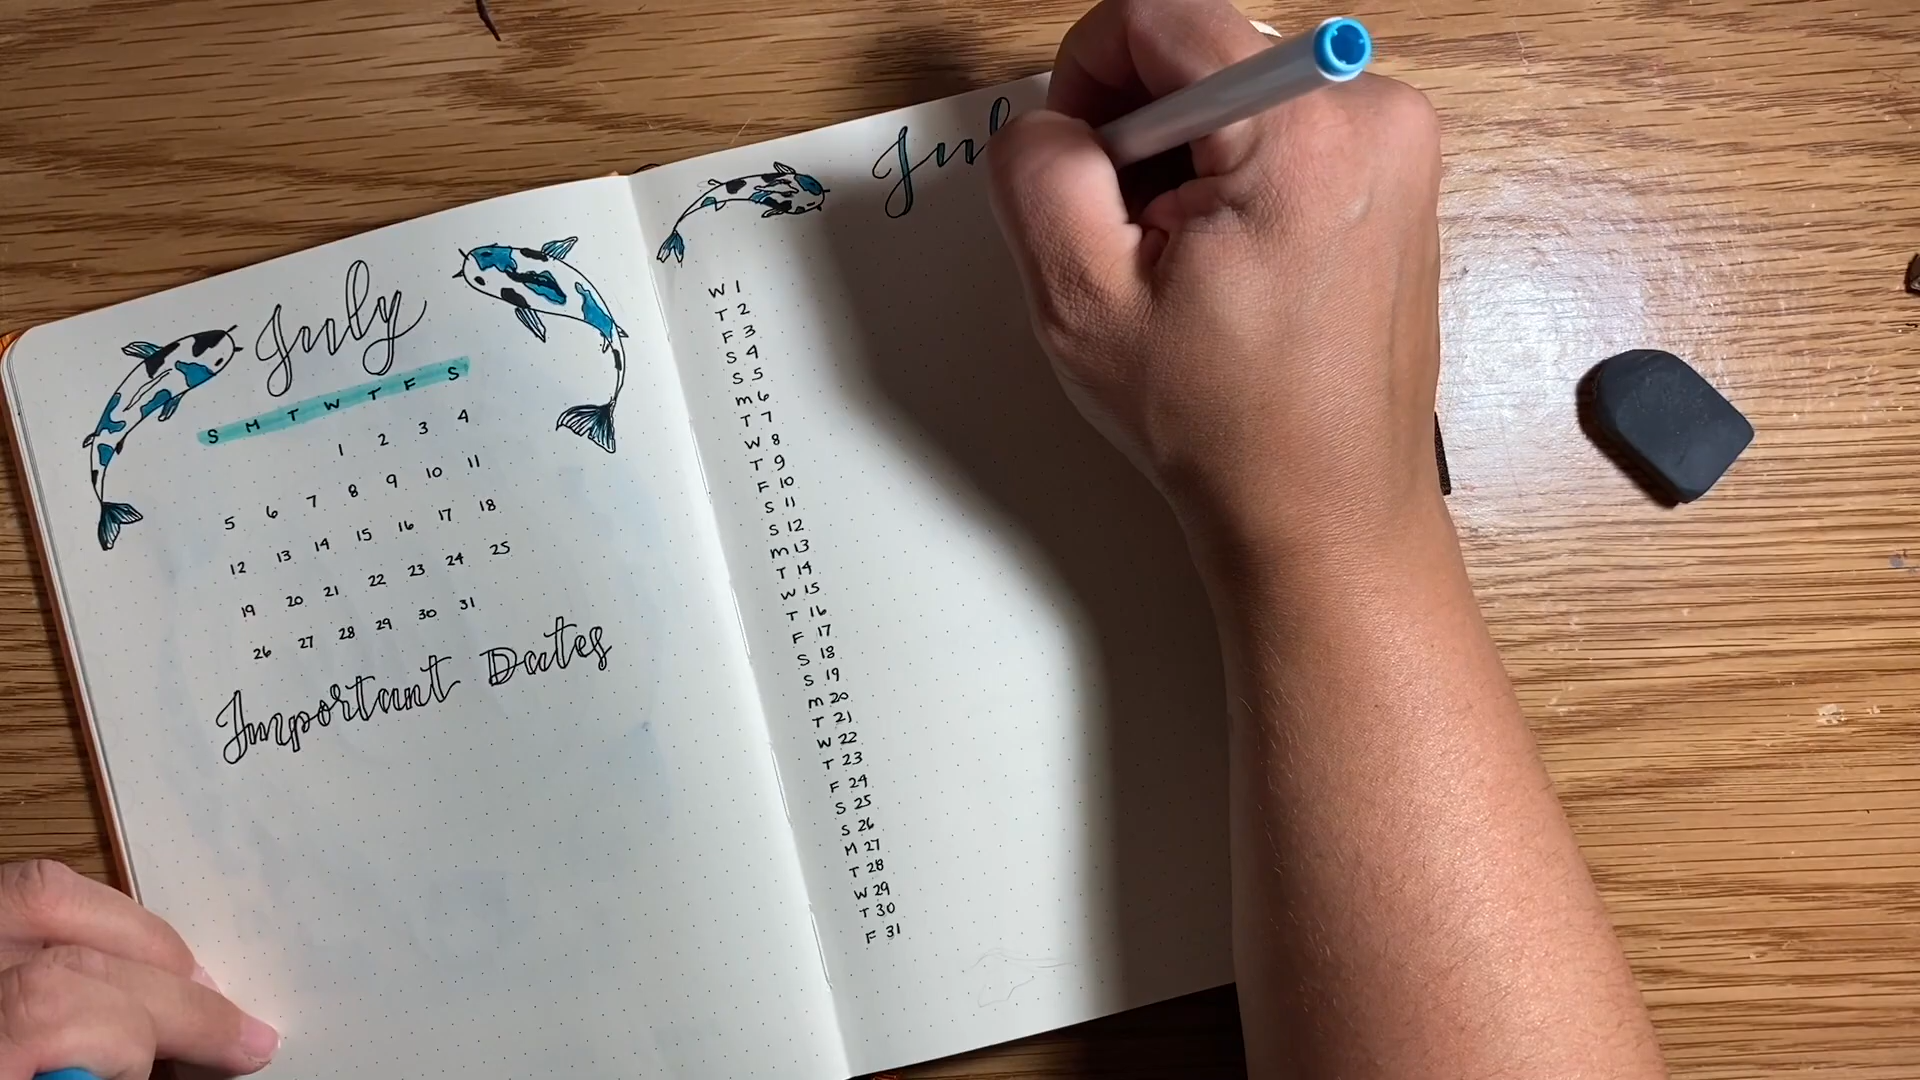 July
S M T W T F S
1 2 3 4
5 6 7 8 9 10 11
12 13 14 15 16 17 18
19 20 21 22 23 24 25
26 27 28 29 30 31
Important Dates
Jul
W 1
T 2
F 3
S 4
S 5
m 6
T 7
W 8
T 9
F 10
S 11
S 12
m 13
T 14
W 15
T 16
F 17
S 18
S 19
m 20
T 21
W 22
T 23
F 24
S 25
S 26
M 27
T 28
W 29
T 30
F 31